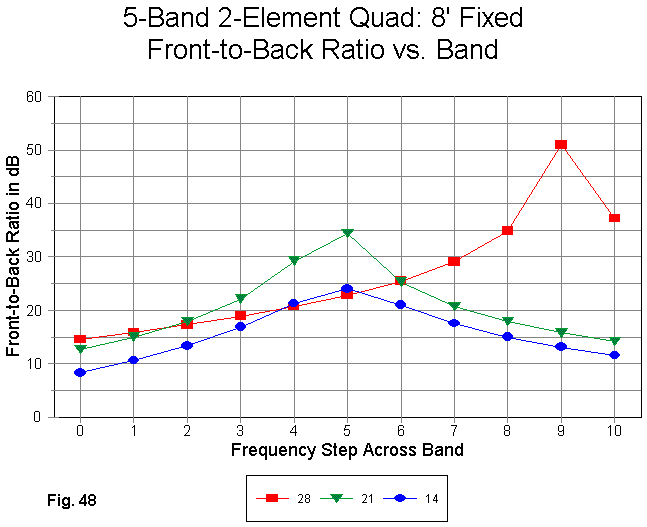 5-Band 2-Element Quad: 8' Fixed
Front-to-Back Ratio vs. Band
60
50
40
30
20
10
0
Front-to-Back Ratio in dB
0 1 2 3 4 5 6 7 8 9 10
Frequency Step Across Band
Fig. 48
28 21 14